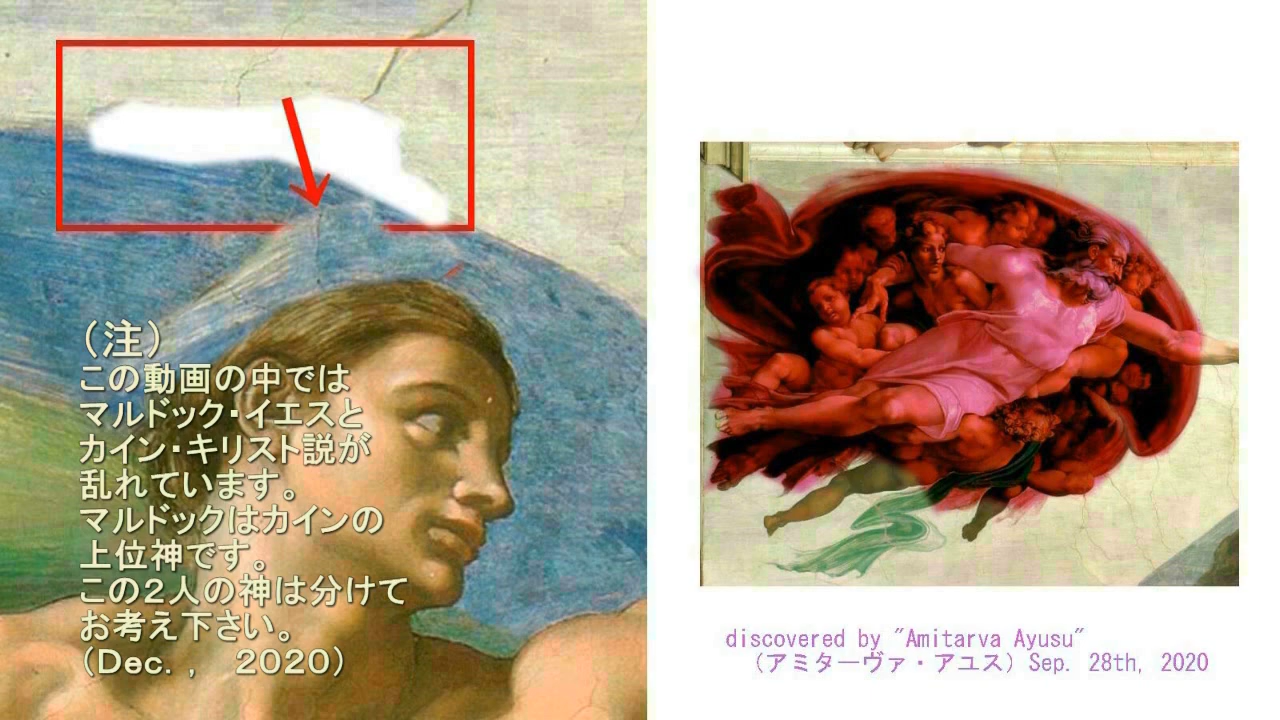 （注）
この動画の中では
マルドック・イエスと
カイン・キリスト説が
乱れています。
マルドックはカインの
上位神です。
この２人の神は分けて
お考え下さい。
（Dec.， ２０２０）
discovered by "Amitarva Ayusu"
（アミターヴァ・アユス）Sep. 28th, 2020